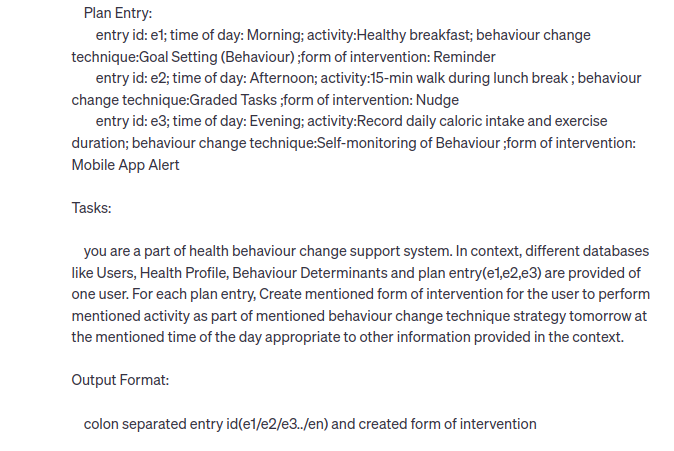 Plan Entry:
entry id: e1; time of day: Morning; activity:Healthy breakfast; behaviour change
technique:Goal Setting (Behaviour) ;form of intervention: Reminder
entry id: e2; time of day: Afternoon; activity:15-min walk during lunch break ; behaviour
change technique:Graded Tasks ;form of intervention: Nudge
entry id: e3; time of day: Evening; activity:Record daily caloric intake and exercise
duration; behaviour change technique:Self-monitoring of Behaviour ;form of intervention:
Mobile App Alert
Tasks:
you are a part of health behaviour change support system. In context, different databases
like Users, Health Profile, Behaviour Determinants and plan entry(e1,e2,e3) are provided of
one user. For each plan entry, Create mentioned form of intervention for the user to perform
mentioned activity as part of mentioned behaviour change technique strategy tomorrow at
the mentioned time of the day appropriate to other information provided in the context.
Output Format:
colon separated entry id(e1/e2/e3../en) and created form of intervention